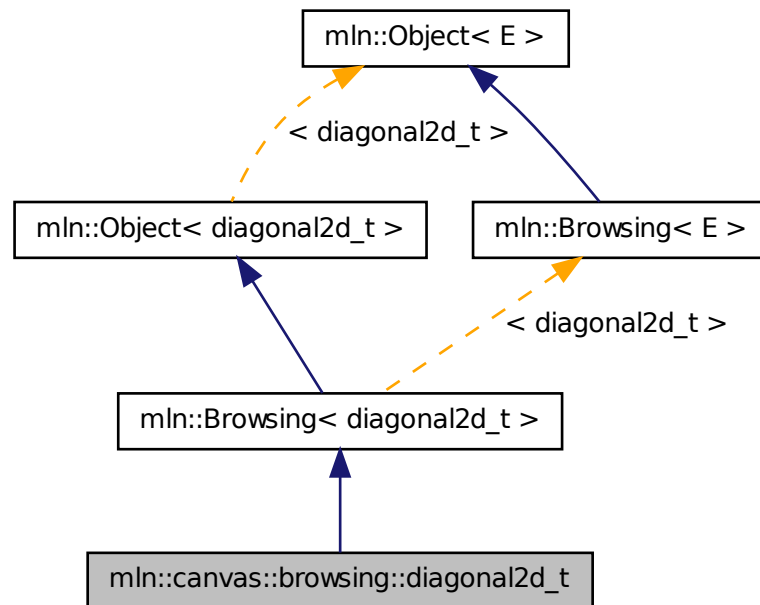 mln::Object< E >
< diagonal2d_t >
mln::Object< diagonal2d_t >
mln::Browsing< E >
< diagonal2d_t >
mln::Browsing< diagonal2d_t >
mln::canvas::browsing::diagonal2d_t